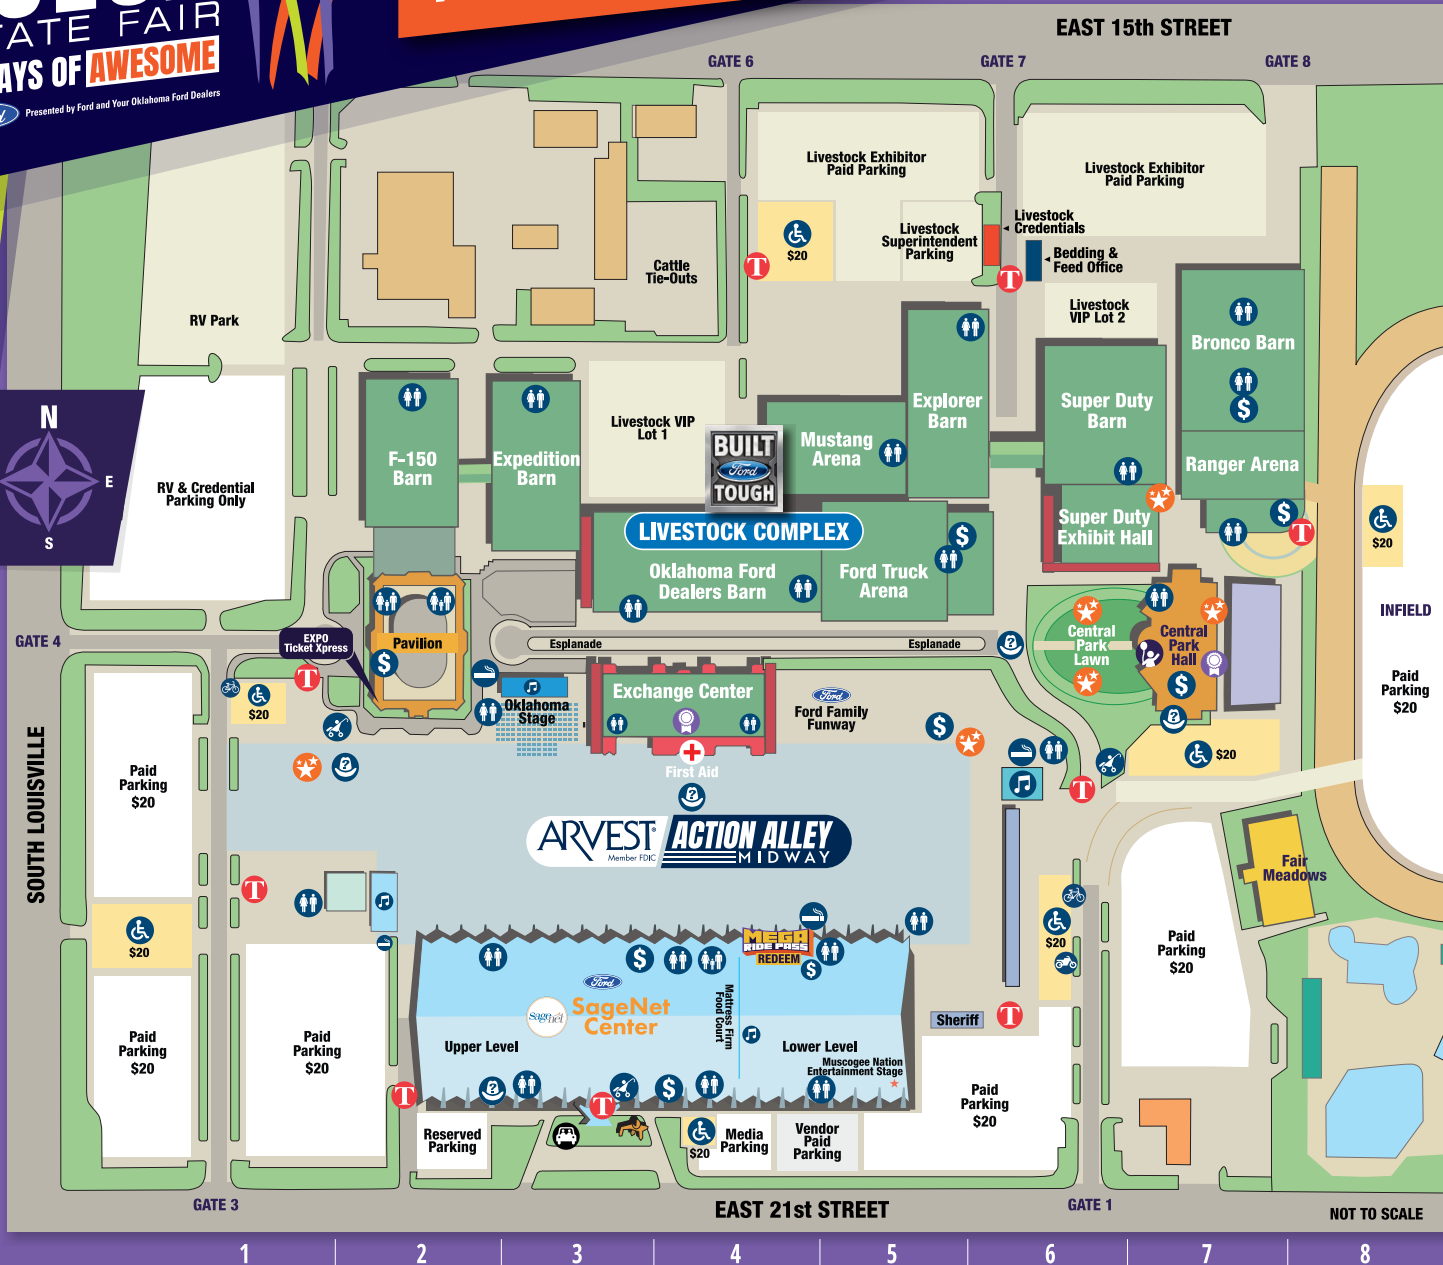 STATE FAIR
DAYS OF AWESOME
Presented by Ford and Your Oklahoma Ford Dealers
EAST 15th STREET
GATE 6
GATE 7
GATE 8
Livestock Exhibitor
Paid Parking
Livestock Exhibitor
Paid Parking
Livestock
Credentials
Livestock
Superintendent
Parking
$20
T
Bedding &
Feed Office
T
Cattle
Tie-Outs
Livestock
VIP Lot 2
RV Park
Bronco Barn
$
Explorer
Barn
Super Duty
Barn
Livestock VIP
Lot 1
Mustang
Arena
BUILT
Ford
TOUGH
N
E
S
F-150
Barn
Expedition
Barn
Ranger Arena
RV & Credential
Parking Only
LIVESTOCK COMPLEX
Super Duty
Exhibit Hall
$
T
$
$20
Oklahoma Ford
Dealers Barn
Ford Truck
Arena
INFIELD
GATE 4
EXPO
Ticket Xpress
Pavilion
$
Esplanade
Esplanade
Central
Park
Lawn
Central
Park
Hall
$
Paid
Parking
$20
T
$20
Oklahoma
Stage
Exchange Center
Ford
Ford Family
Funway
$
First Aid
$20
T
SOUTH LOUISVILLE
Paid
Parking
$20
ARVEST
Member FDIC
ACTION ALLEY
MIDWAY
Fair
Meadows
T
$20
MEGA
RIDE PASS
REDEEM
$
$
$20
Paid
Parking
$20
Ford
Sagenet
SageNet
Center
Mattress Firm
Food Court
Sheriff
T
Upper Level
Lower Level
Muscogee Nation
Entertainment Stage
Paid
Parking
$20
Paid
Parking
$20
T
$
T
Paid
Parking
$20
Reserved
Parking
$20
Media
Parking
Vendor
Paid
Parking
GATE 3
EAST 21st STREET
GATE 1
NOT TO SCALE
1
2
3
4
5
6
7
8